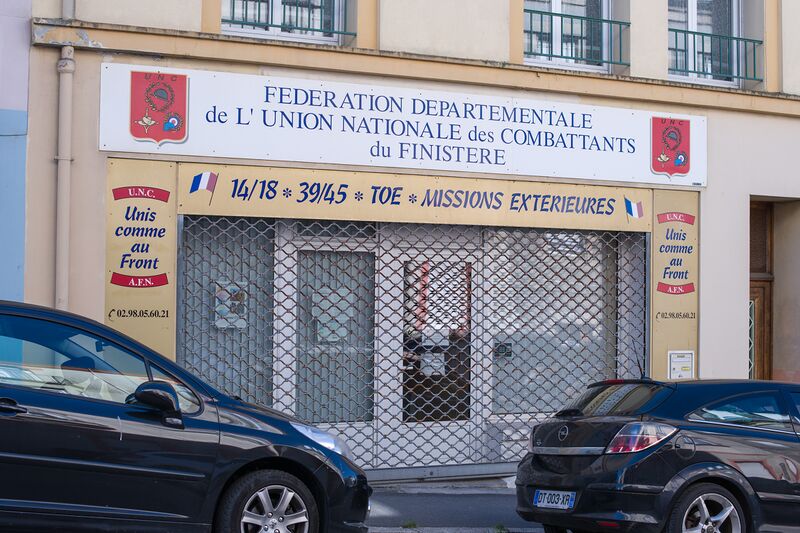 U N C
FEDERATION DEPARTEMENTALE
de L' UNION NATIONALE des COMBATTANTS
du FINISTERE
U N C
14/18 * 39/45 * TOE * MISSIONS EXTERIEURES
U.N.C.
Unis
comme
au
Front
A.F.N.
02.98.05.60.21
U.N.C.
Unis
comme
au
Front
A.F.N.
02.98.05.60.21
DT-003-XR